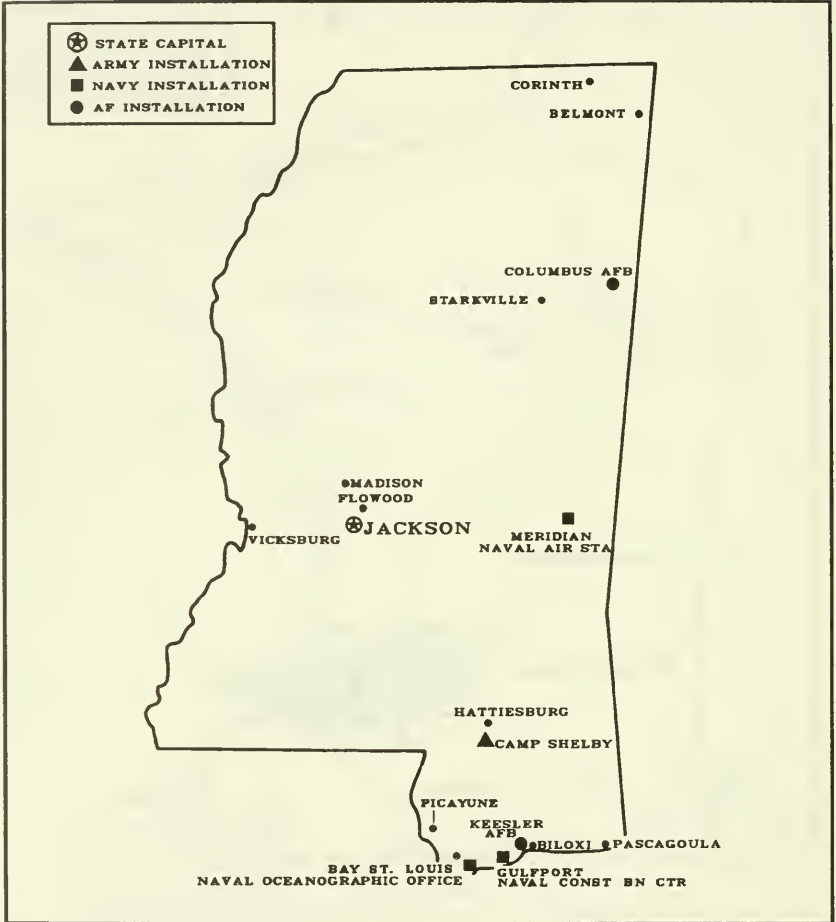 STATE CAPITAL
ARMY INSTALLATION
NAVY INSTALLATION
AF INSTALLATION
CORINTH
BELMONT
COLUMBUS AFB
STARKVILLE
MADISON
FLOWOOD
JACKSON
VICKSBURG
MERIDIAN
NAVAL AIR STA
HATTIESBURG
CAMP SHELBY
PICAYUNE
KEESLER
AFB
BILOXI
PASCAGOULA
BAY ST. LOUIS
NAVAL OCEANOGRAPHIC OFFICE
GULFPORT
NAVAL CONST BN CTR